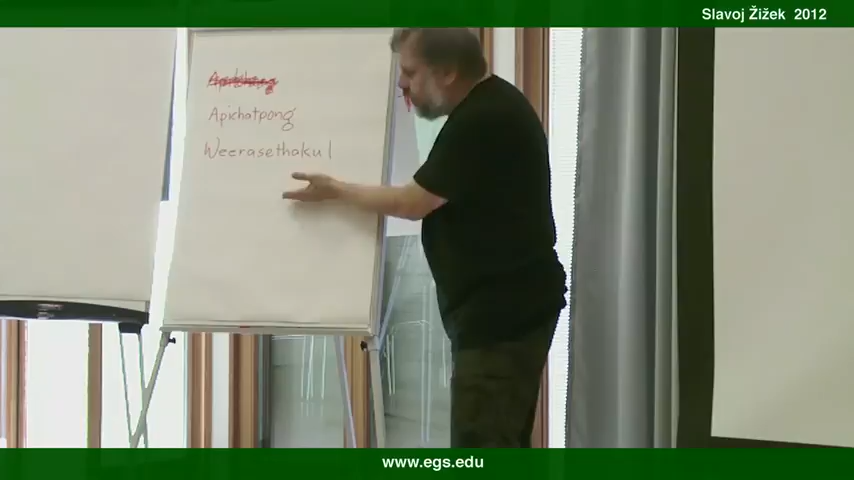 Slavoj Žižek 2012
Apichatpong
Weerasethakul
www.egs.edu